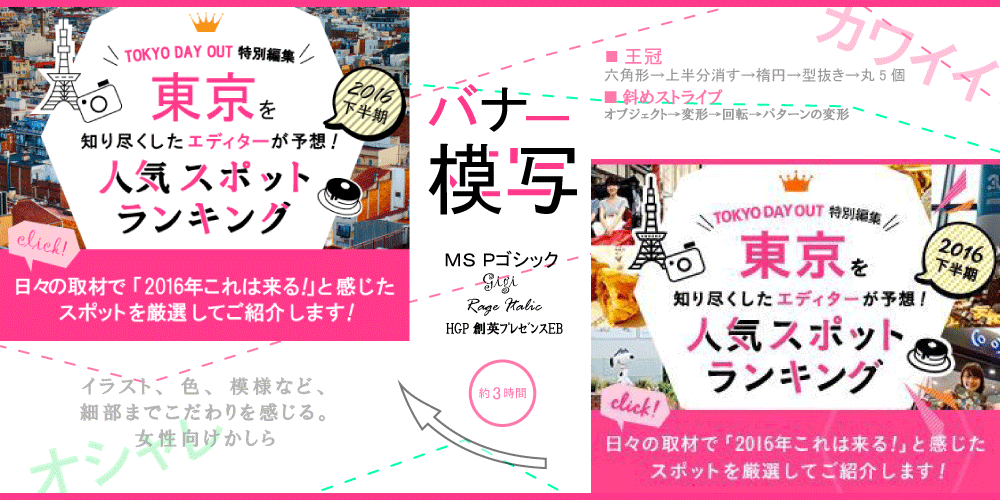 TOKYO DAY OUT 特別編集
東京を
2016
下半期
知り尽くしたエディターが予想！
人気スポット
ランキング
click!
日々の取材で「2016年これは来る!」と感じた
スポットを厳選してご紹介します!
イラスト、色、模様など、
細部までこだわりを感じる。
女性向けかしら
オシャレ
バナー
模写
MS Pゴシック
Gigi
Rage Italic
HGP 創英プレゼンスEB
約3時間
カワイイ
■ 王冠
六角形→上半分消す→楕円→型抜き→丸5個
■ 斜めストライプ
オブジェクト→変形→回転→パターンの変形
TOKYO DAY OUT 特別編集
東京を
2016
下半期
知り尽くしたエディターが予想！
人気スポット
ランキング
click!
日々の取材で「2016年これは来る!」と感じた
スポットを厳選してご紹介します!